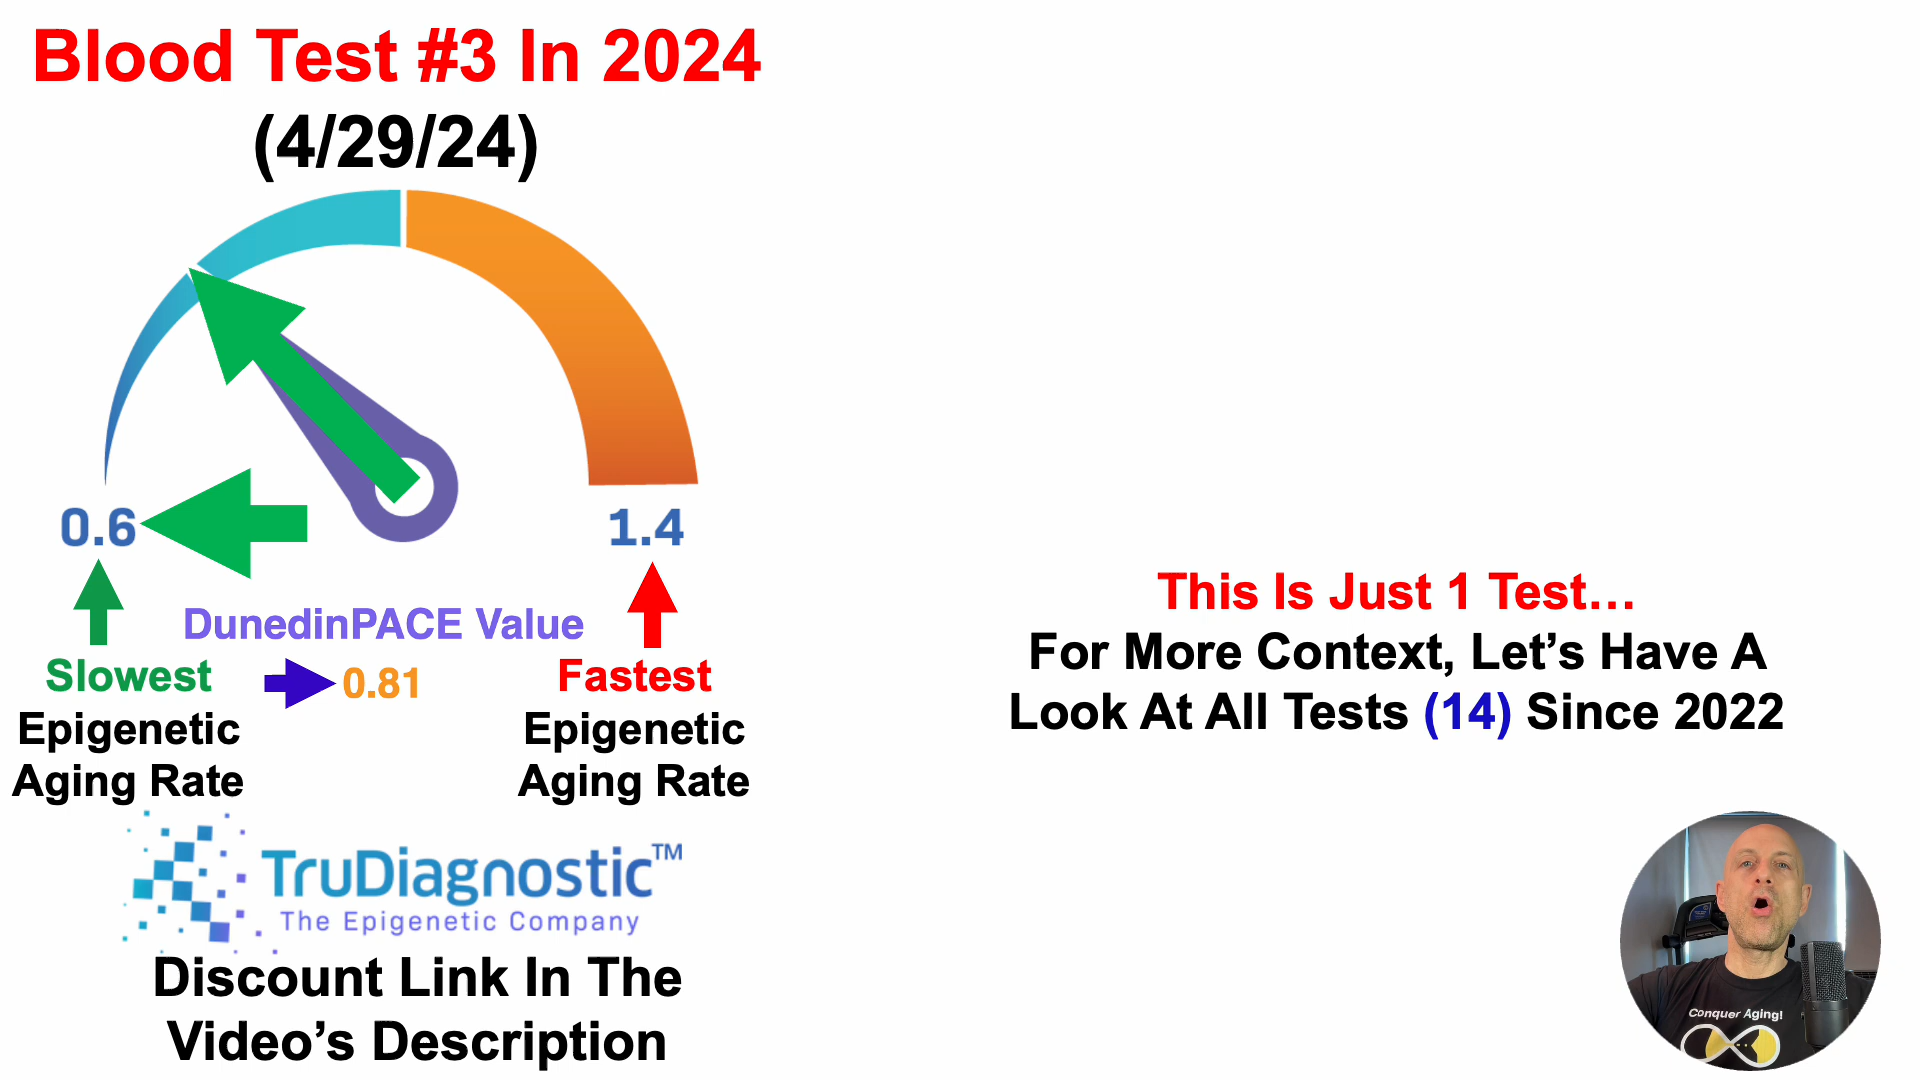 Blood Test #3 In 2024
(4/29/24)
0.6
1.4
DunedinPACE Value
0.81
Slowest
Epigenetic
Aging Rate
Fastest
Epigenetic
Aging Rate
TruDiagnostic™
The Epigenetic Company
Discount Link In The
Video’s Description
This Is Just 1 Test…
For More Context, Let’s Have A
Look At All Tests (14) Since 2022
Conquer Aging!